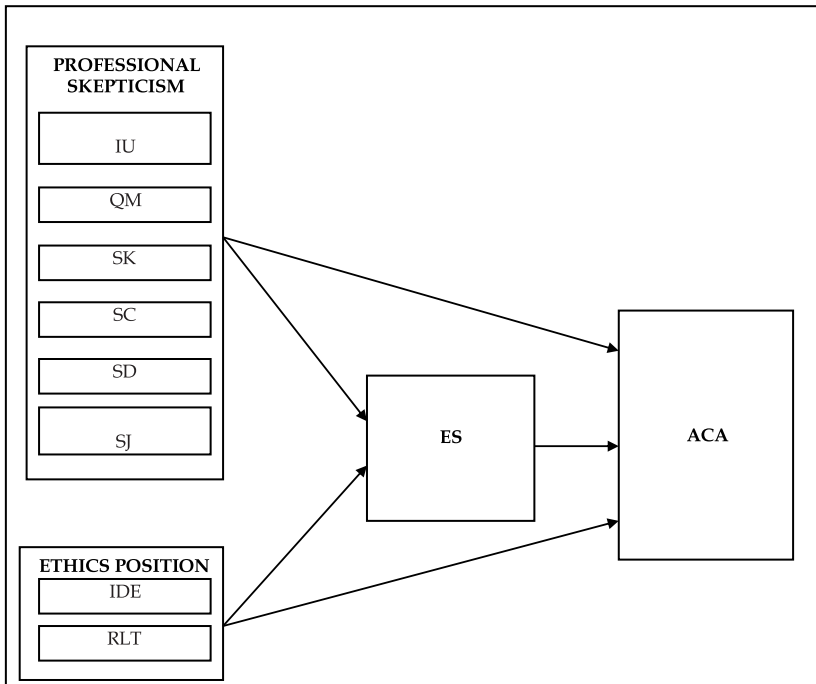 PROFESSIONAL
SKEPTICISM
IU
QM
SK
SC
SD
SJ
ES
ACA
ETHICS POSITION
IDE
RLT